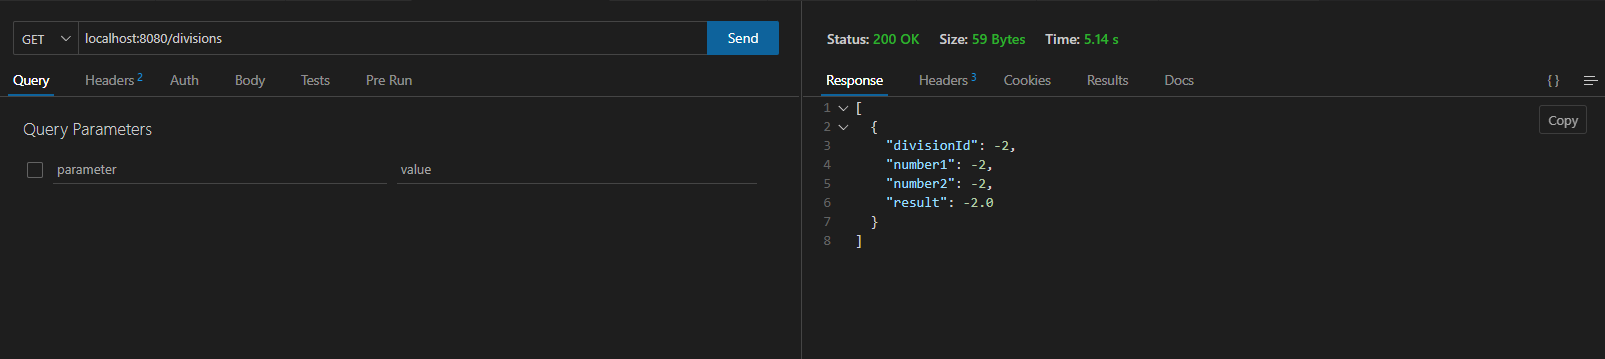 GET localhost:8080/divisions Send
Query Headers 2 Auth Body Tests Pre Run
Query Parameters
parameter value
Status: 200 OK Size: 59 Bytes Time: 5.14 s
Response Headers 3 Cookies Results Docs {}
Copy
1 [
2 {
3 "divisionId": -2,
4 "number1": -2,
5 "number2": -2,
6 "result": -2.0
7 }
8 ]